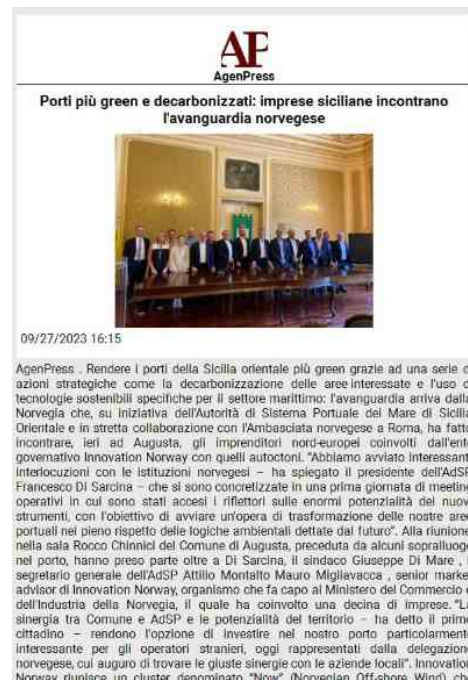 AP
AgenPress
Porti più green e decarbonizzati: imprese siciliane incontrano
l'avanguardia norvegese
09/27/2023 16:15
AgenPress . Rendere i porti della Sicilia orientale più green grazie ad una serie d
azioni strategiche come la decarbonizzazione delle aree interessate e l'uso d
tecnologie sostenibili specifiche per il settore marittimo: l'avanguardia arriva dalla
Norvegia che, su iniziativa dell'Autorità di Sistema Portuale del Mare di Sicilia
Orientale e in stretta collaborazione con l'Ambasciata norvegese a Roma, ha fatto
incontrare, ieri ad Augusta, gli imprenditori nord-europei coinvolti dall'ent
governativo Innovation Norway con quelli autoctoni. "Abbiamo avviato interessant
interlocuzioni con le istituzioni norvegesi – ha spiegato il presidente dell'AdSP
Francesco Di Sarcina – che si sono concretizzate in una prima giornata di meeting
operativi in cui sono stati accesi i riflettori sulle enormi potenzialità dei nuov
strumenti, con l'obiettivo di avviare un'opera di trasformazione delle nostre aree
portuali nel pieno rispetto delle logiche ambientali dettate dal futuro". Alla riunione
nella sala Rocco Chinnici del Comune di Augusta, preceduta da alcuni sopralluog
nel porto, hanno preso parte oltre a Di Sarcina, il sindaco Giuseppe Di Mare , i
segretario generale dell'AdSP Attilio Montalto Mauro Migliavacca , senior marke
advisor di Innovation Norway, organismo che fa capo al Ministero del Commercio e
dell'Industria della Norvegia, il quale ha coinvolto una decina di imprese. "L
sinergia tra Comune e AdSP e le potenzialità del territorio – ha detto il primo
cittadino – rendono l'opzione di investire nel nostro porto particolarment
interessante per gli operatori stranieri, oggi rappresentati dalla delegazione
norvegese, cui auguro di trovare le giuste sinergie con le aziende locali". Innovation
Norway riunisce un cluster denominato "Now" (Norvegian Off-shore Wind) che